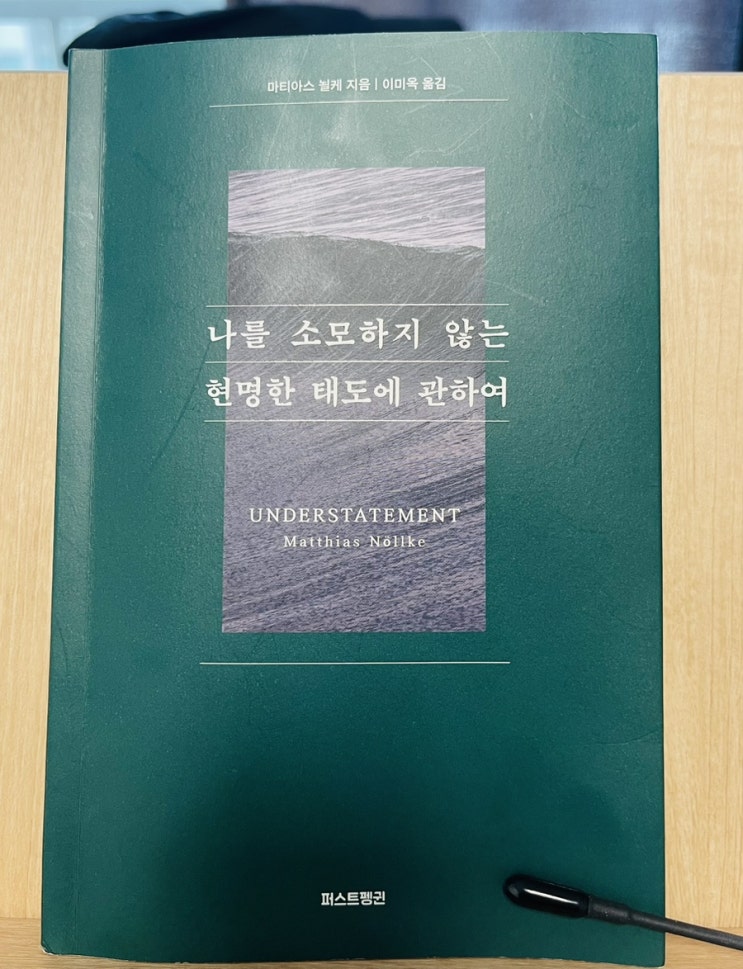 마티아스 뇔케 지음 | 이미옥 옮김
나를 소모하지 않는
현명한 태도에 관하여
UNDERSTATEMENT
Matthias Nöllke
퍼스트펭귄